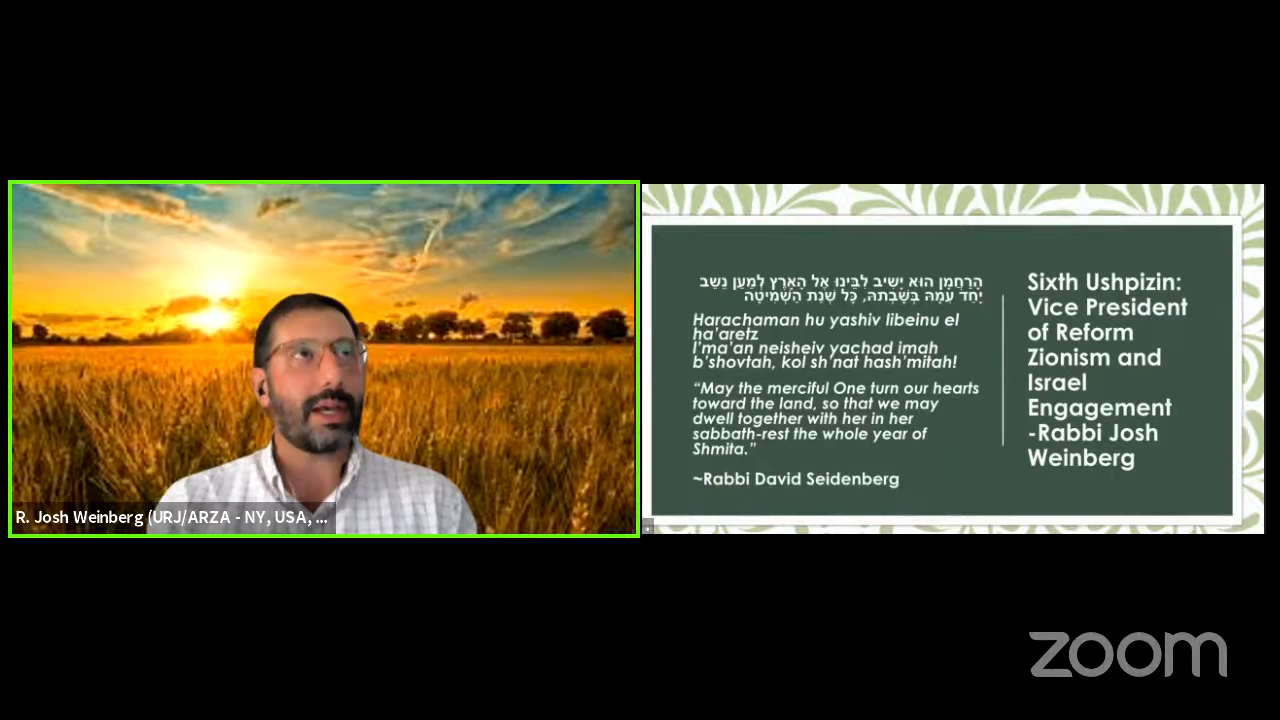 הָרַחֲמָן הוּא יָשִׁיב לִבֵּינוּ אֶל הָאָרֶץ לְמַעַן נֵשֵׁב
יַחַד עִמָהּ בְּשָׁבְתהּ, כָּל שְׁנַת הַשְׁמִיטָה
Harachaman hu yashiv libeinu el
ha'aretz
l'ma'an neisheiv yachad imah
b'shovtah, kol sh'nat hash'mitah!
“May the merciful One turn our hearts
toward the land, so that we may
dwell together with her in her
sabbath-rest the whole year of
Shmita.”
~Rabbi David Seidenberg
Sixth Ushpizin:
Vice President
of Reform
Zionism and
Israel
Engagement
-Rabbi Josh
Weinberg
R. Josh Weinberg (URJ/ARZA - NY, USA, ...
zoom